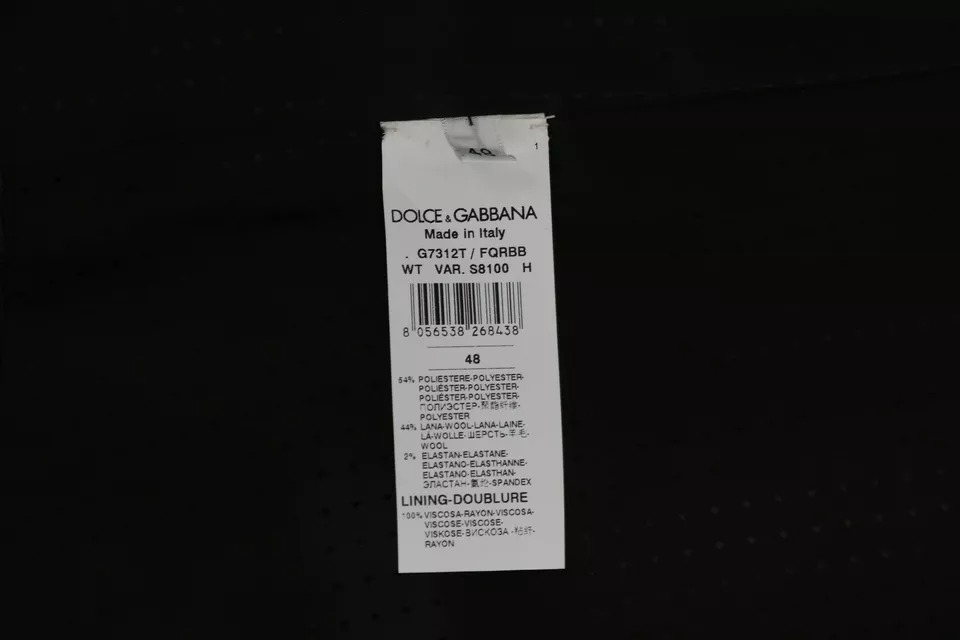 48
1
DOLCE & GABBANA
Made in Italy
. G7312T / FQRBB
WT VAR. S8100 H
8 056538 268438
48
54% POLIESTERE-POLYESTER-
POLIÉSTER-POLYESTER-
POLIÉSTER-POLYESTER-
ПОЛИЭСТЕР-聚酯纤维-
POLYESTER
44% LANA-WOOL-LANA-LAINE-
LÃ-WOLLE-ШЕРСТЬ-羊毛-
WOOL
2% ELASTAN-ELASTANE-
ELASTANO-ELASTHANNE-
ELASTANO-ELASTHAN-
ЭЛАСТАН-氨纶-SPANDEX
LINING-DOUBLURE
100% VISCOSA-RAYON-VISCOSA-
VISCOSE-VISCOSE-
VISKOSE-ВИСКОЗА-粘纤-
RAYON